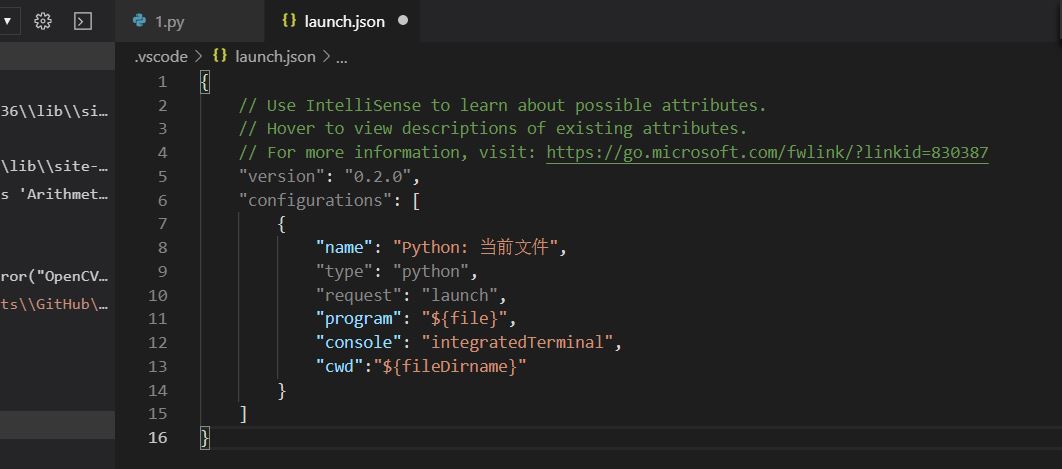 1.py
launch.json
.vscode > launch.json > ...
36\\lib\\si...
\lib\\site-...
s 'Arithmet...
ror("OpenCV...
ts\\GitHub\...
1 {
2 // Use IntelliSense to learn about possible attributes.
3 // Hover to view descriptions of existing attributes.
4 // For more information, visit: https://go.microsoft.com/fwlink/?linkid=830387
5 "version": "0.2.0",
6 "configurations": [
7 {
8 "name": "Python: 当前文件",
9 "type": "python",
10 "request": "launch",
11 "program": "${file}",
12 "console": "integratedTerminal",
13 "cwd":"${fileDirname}"
14 }
15 ]
16 }